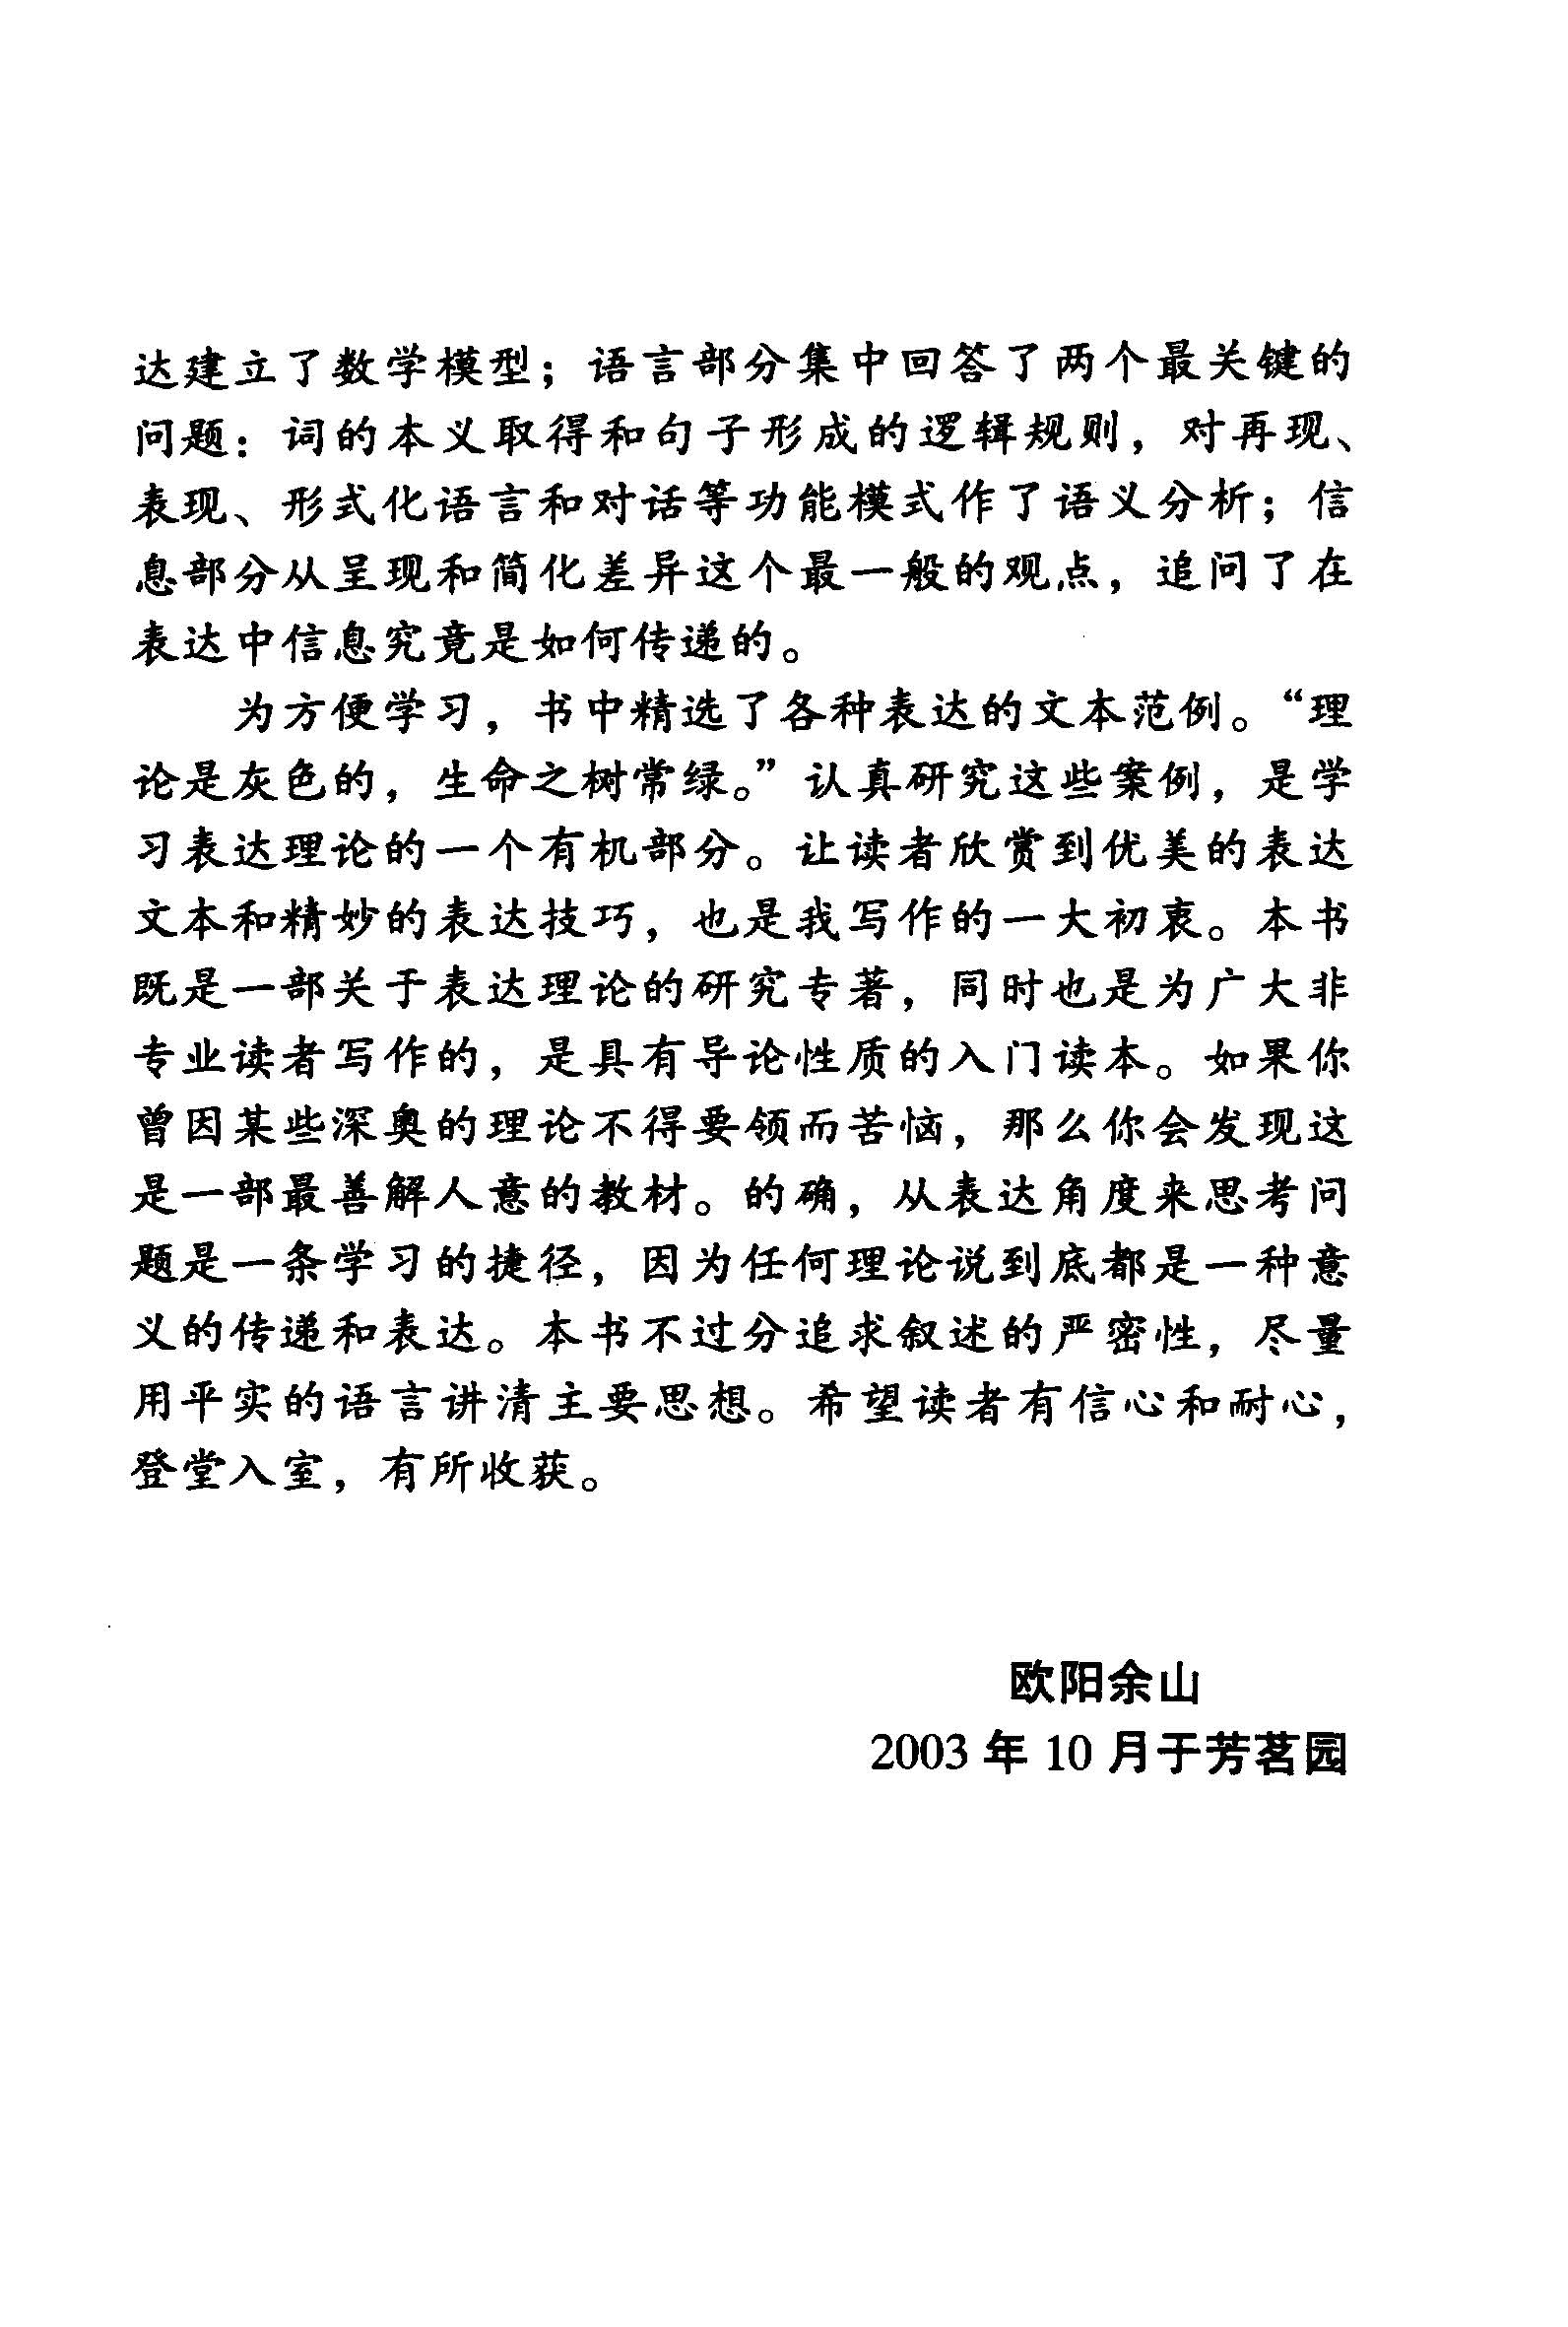 达建立了数学模型；语言部分集中回答了两个最关键的
问题：词的本义取得和句子形成的逻辑规则，对再现、
表现、形式化语言和对话等功能模式作了语义分析；信
息部分从呈现和简化差异这个最一般的观点，追问了在
表达中信息究竟是如何传递的。
为方便学习，书中精选了各种表达的文本范例。“理
论是灰色的，生命之树常绿。”认真研究这些案例，是学
习表达理论的一个有机部分。让读者欣赏到优美的表达
文本和精妙的表达技巧，也是我写作的一大初衷。本书
既是一部关于表达理论的研究专著，同时也是为广大非
专业读者写作的，是具有导论性质的入门读本。如果你
曾因某些深奥的理论不得要领而苦恼，那么你会发现这
是一部最善解人意的教材。的确，从表达角度来思考问
题是一条学习的捷径，因为任何理论说到底都是一种意
义的传递和表达。本书不过分追求叙述的严密性，尽量
用平实的语言讲清主要思想。希望读者有信心和耐心，
登堂入室，有所收获。
欧阳余山
2003 年 10 月于芳茗园